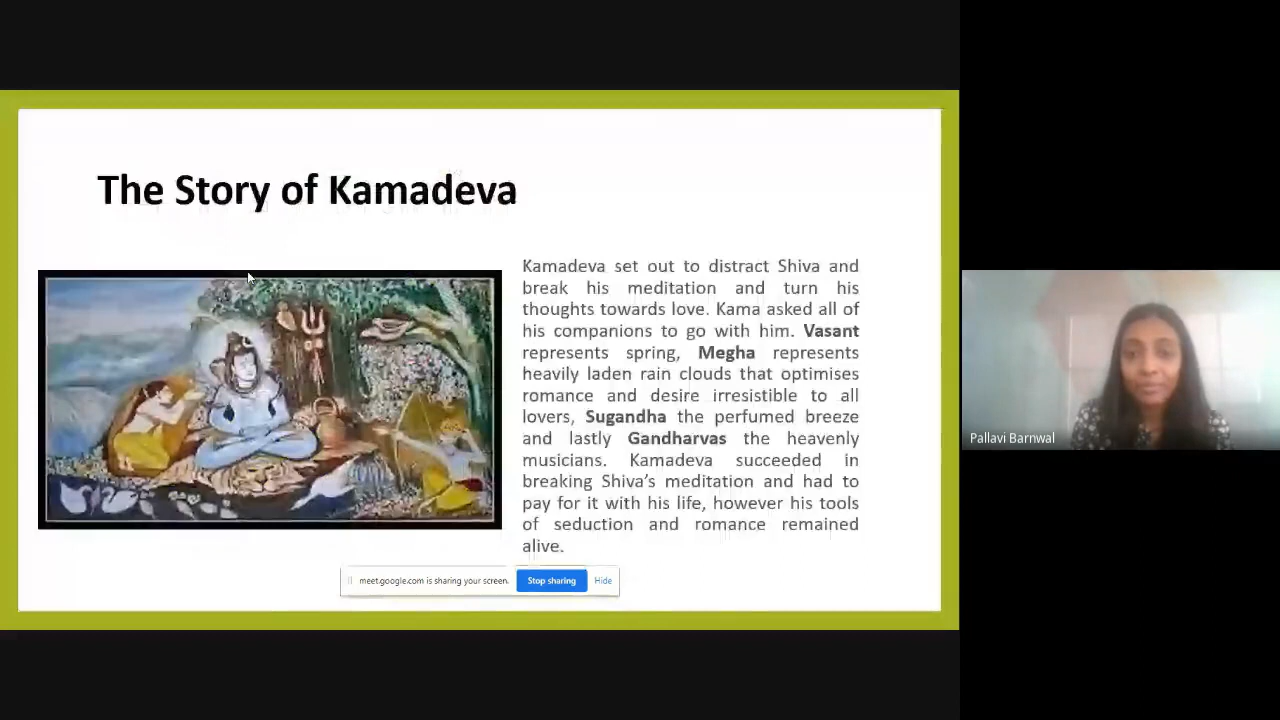 The Story of Kamadeva
Kamadeva set out to distract Shiva and
break his meditation and turn his
thoughts towards love. Kama asked all of
his companions to go with him. Vasant
represents spring, Megha represents
heavily laden rain clouds that optimises
romance and desire irresistible to all
lovers, Sugandha the perfumed breeze
and lastly Gandharvas the heavenly
musicians. Kamadeva succeeded in
breaking Shiva's meditation and had to
pay for it with his life, however his tools
of seduction and romance remained
alive.
meet.google.com is sharing your screen. Stop sharing Hide
Pallavi Barnwal